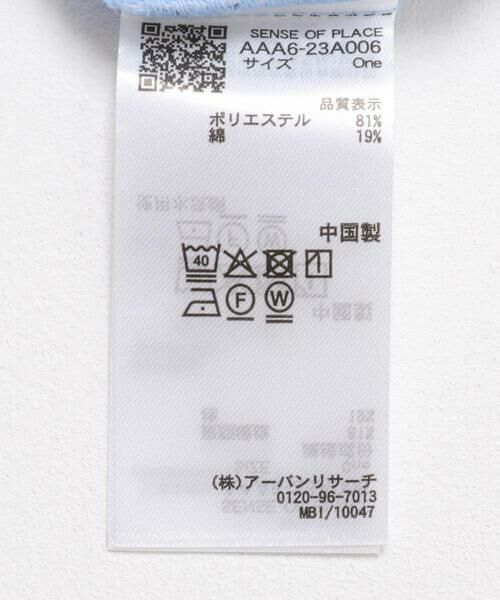 SENSE OF PLACE
AAA6-23A006
サイズ One
品質表示
ポリエステル 81%
綿 19%
中国製
40
F W
(株)アーバンリサーチ
0120-96-7013
MBI/10047